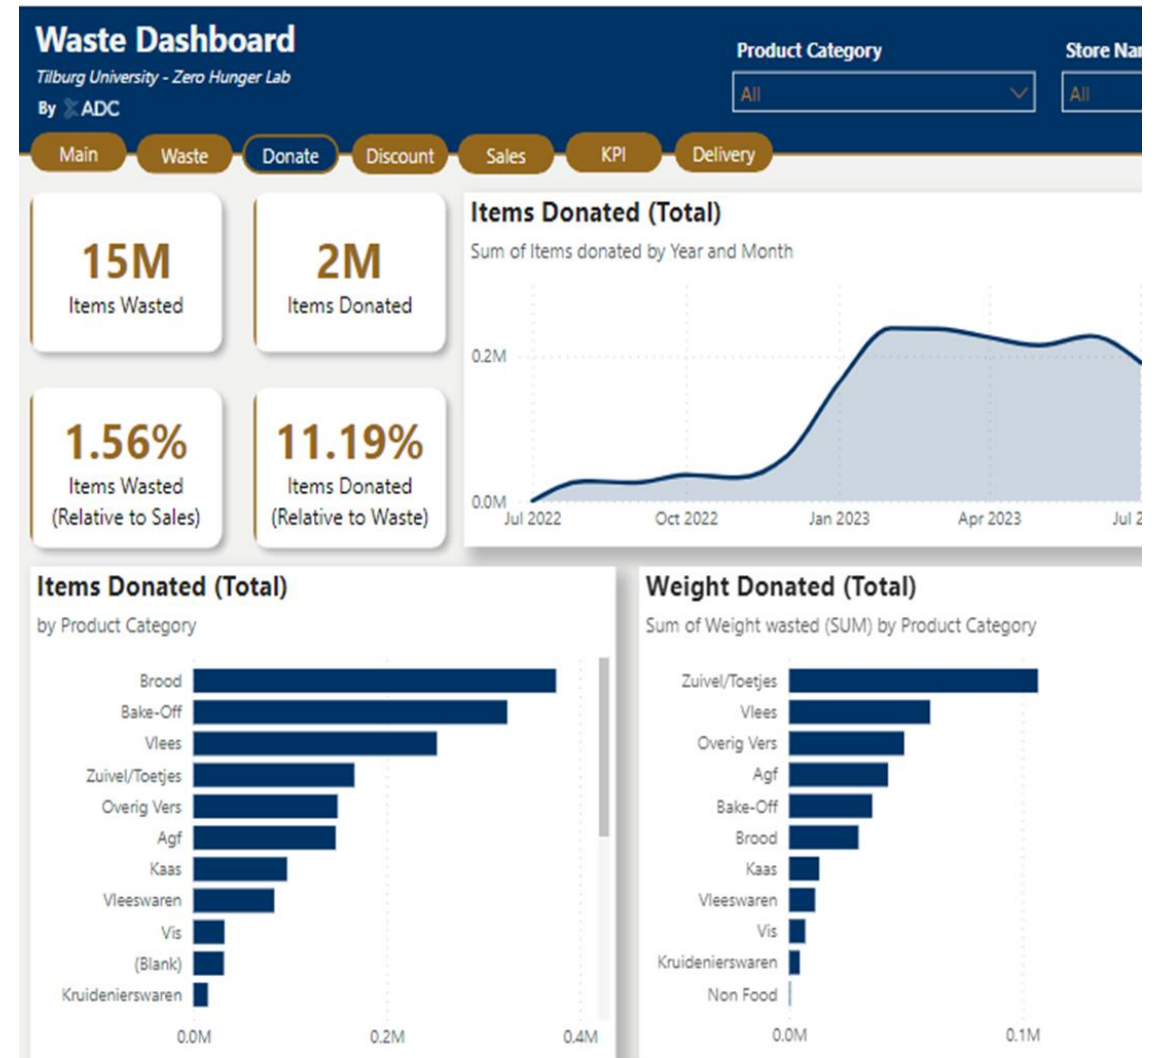 Waste Dashboard
Tilburg University - Zero Hunger Lab
By ADC
Product Category
Store Nar
All
All
Main
Waste
Donate
Discount
Sales
KPI
Delivery
15M
Items Wasted
2M
Items Donated
1.56%
Items Wasted
(Relative to Sales)
11.19%
Items Donated
(Relative to Waste)
Items Donated (Total)
Sum of Items donated by Year and Month
0.2M
0.0M
Jul 2022
Oct 2022
Jan 2023
Apr 2023
Jul 2
Items Donated (Total)
by Product Category
Brood
Bake-Off
Vlees
Zuivel/Toetjes
Overig Vers
Agf
Kaas
Vleeswaren
Vis
(Blank)
Kruidenierswaren
0.0M
0.2M
0.4M
Weight Donated (Total)
Sum of Weight wasted (SUM) by Product Category
Zuivel/Toetjes
Vlees
Overig Vers
Agf
Bake-Off
Brood
Kaas
Vleeswaren
Vis
Kruidenierswaren
Non Food
0.0M
0.1M